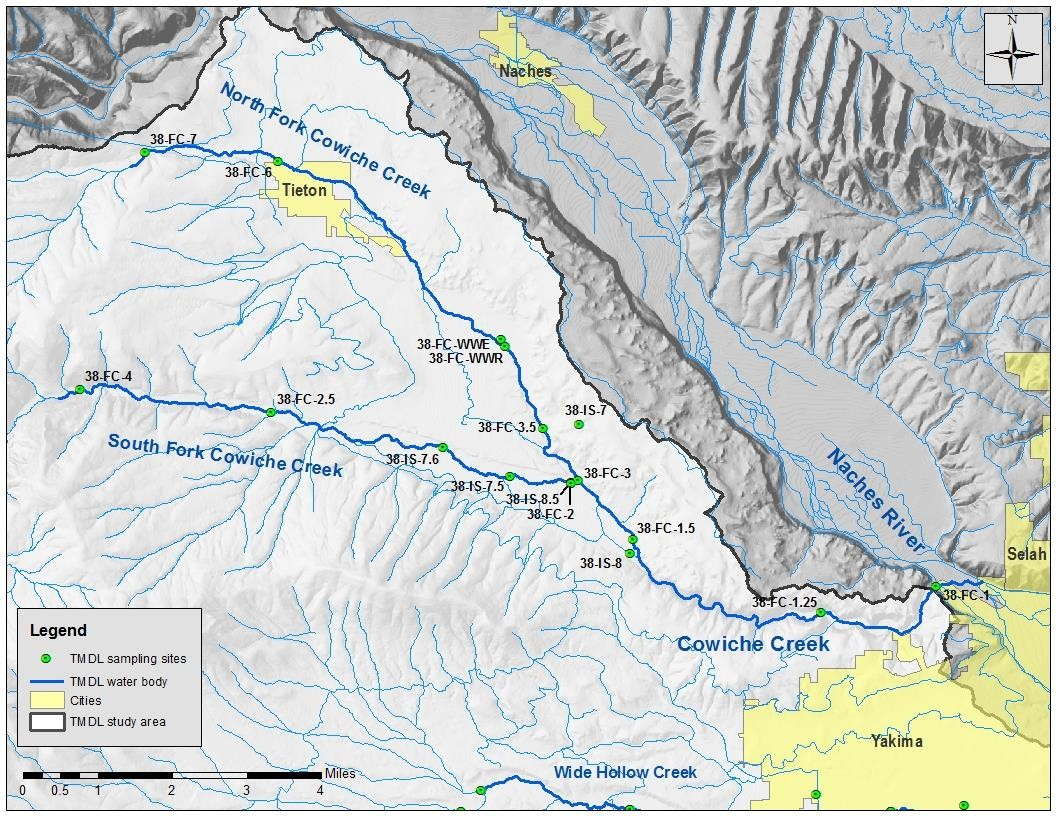 N
Naches
North Fork Cowiche Creek
38-FC-7
38-FC-6
Tieton
38-FC-WWE
38-FC-WWR
38-FC-4
38-FC-2.5
38-IS-7
38-FC-3.5
South Fork Cowiche Creek
38-IS-7.6
38-FC-3
38-IS-7.5
38-IS-8.5
38-FC-2
Naches River
38-FC-1.5
38-IS-8
Selah
38-FC-1
38-FC-1.25
Cowiche Creek
Legend
TMDL sampling sites
TMDL water body
Cities
TMDL study area
Yakima
Wide Hollow Creek
Miles
0 0.5 1 2 3 4